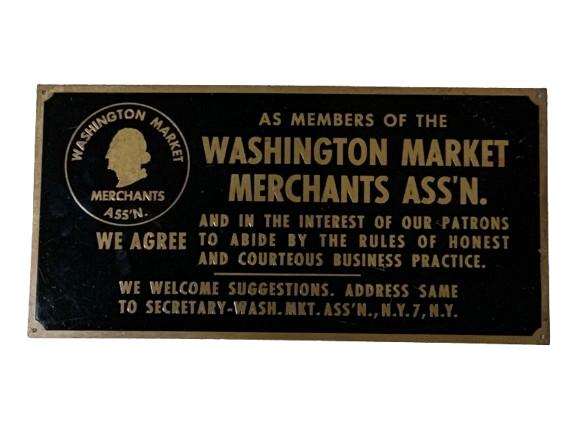 WASHINGTON MARKET
MERCHANTS
ASS'N.
AS MEMBERS OF THE
WASHINGTON MARKET
MERCHANTS ASS'N.
AND IN THE INTEREST OF OUR PATRONS
WE AGREE TO ABIDE BY THE RULES OF HONEST
AND COURTEOUS BUSINESS PRACTICE.
WE WELCOME SUGGESTIONS. ADDRESS SAME
TO SECRETARY-WASH.MKT.ASS'N.,N.Y.7,N.Y.